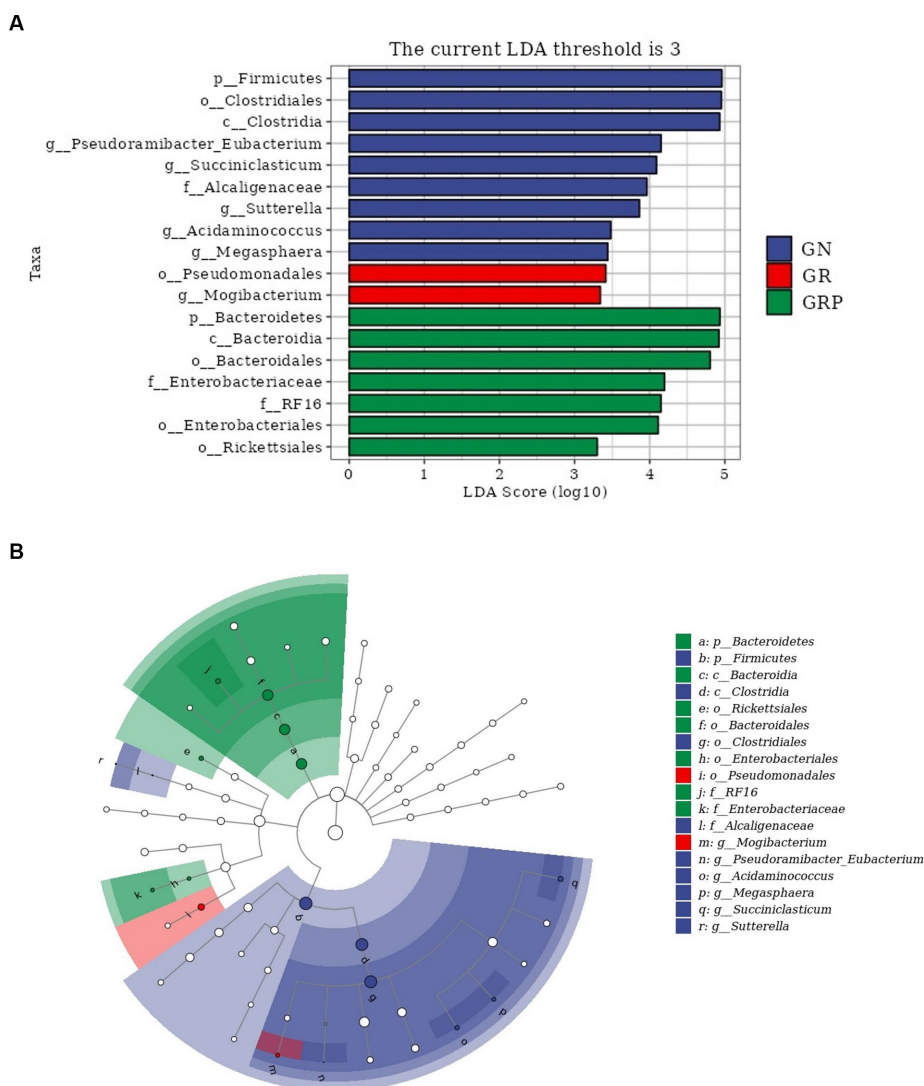 A
The current LDA threshold is 3
p__Firmicutes
o__Clostridiales
c__Clostridia
g__Pseudoramibacter_Eubacterium
g__Succiniclasticum
f__Alcaligenaceae
g__Sutterella
g__Acidaminococcus
g__Megasphaera
o__Pseudomonadales
g__Mogibacterium
p__Bacteroidetes
c__Bacteroidia
o__Bacteroidales
f__Enterobacteriaceae
f__RF16
o__Enterobacteriales
o__Rickettsiales
Taxa
0 1 2 3 4 5
LDA Score (log10)
GN
GR
GRP
B
j
f
c
a
e
r
l
k
h
i
b
d
g
m
n
o
p
q
a: p__Bacteroidetes
b: p__Firmicutes
c: c__Bacteroidia
d: c__Clostridia
e: o__Rickettsiales
f: o__Bacteroidales
g: o__Clostridiales
h: o__Enterobacteriales
i: o__Pseudomonadales
j: f__RF16
k: f__Enterobacteriaceae
l: f__Alcaligenaceae
m: g__Mogibacterium
n: g__Pseudoramibacter_Eubacterium
o: g__Acidaminococcus
p: g__Megasphaera
q: g__Succiniclasticum
r: g__Sutterella